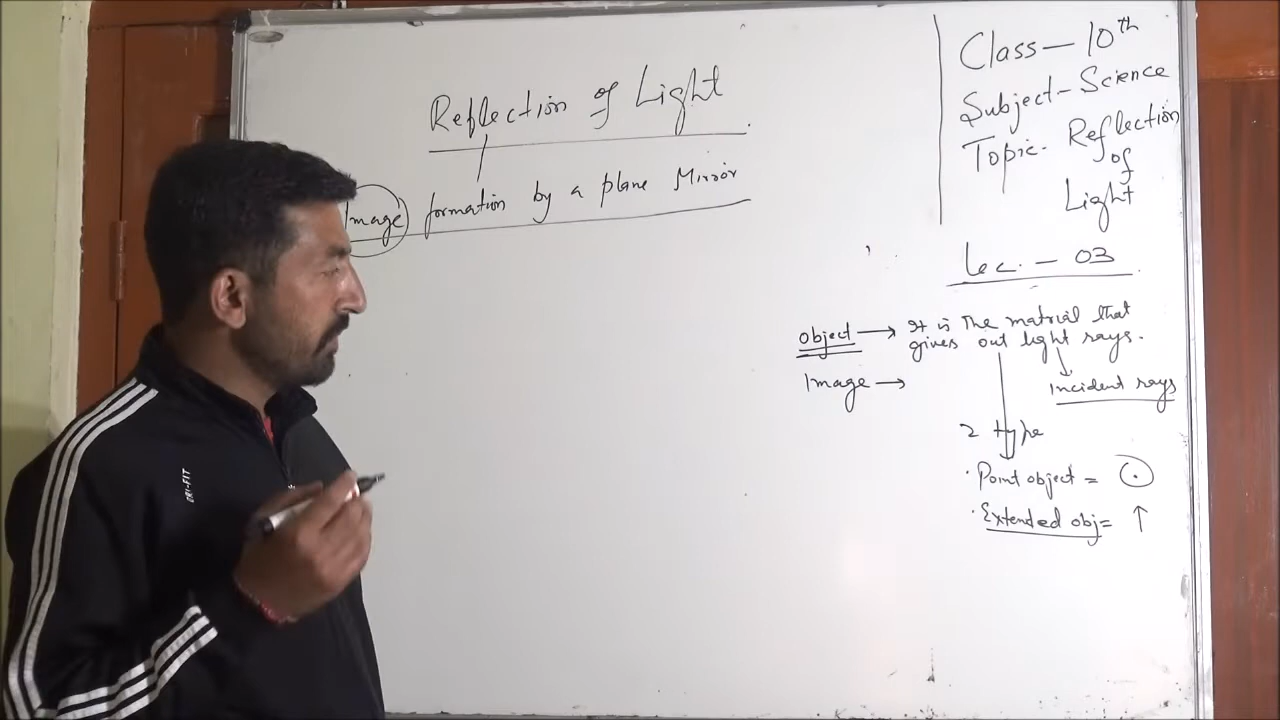 Reflection of Light
Image formation by a plane Mirror
Class – 10th
Subject – Science
Topic. Reflection
of
Light
Lec. – 03
object → It is the matrial that
gives out light rays.
Image →
Incident rays
2 type
· Point object =
· Extended obj =
DRI-FIT